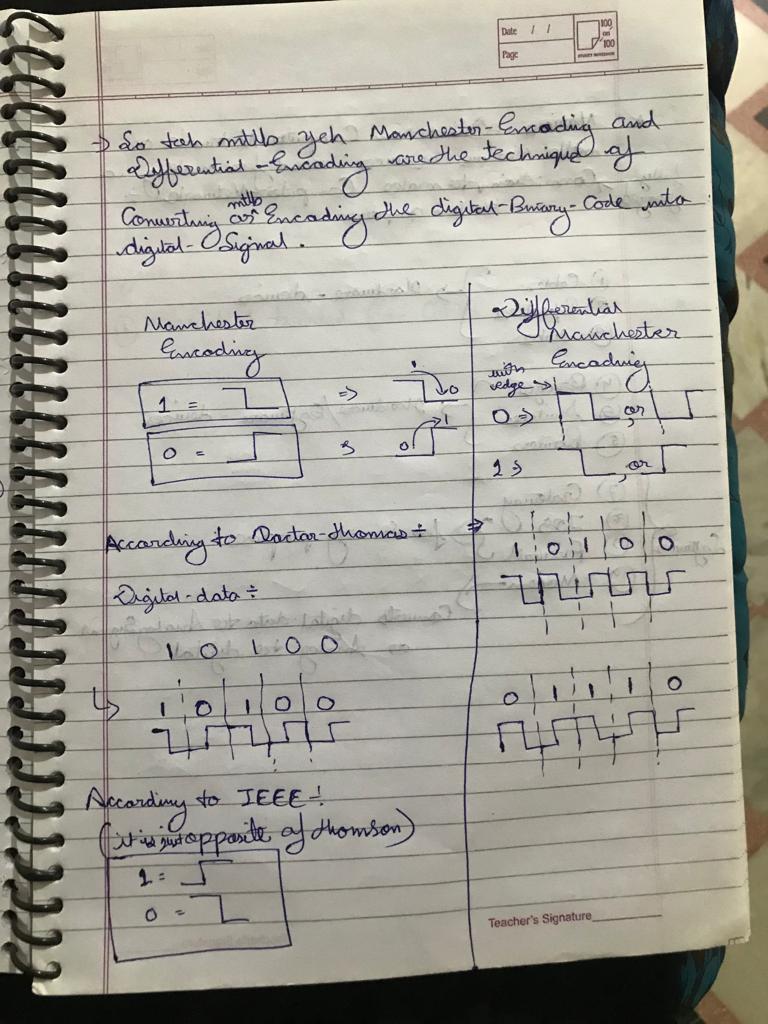 Date / /
Page
100 on 100
→ So toh mtlb yeh Manchester-Encoding and
Differential-Encoding are the technique of
Converting or mtlb Encoding the digital-Binary-Code into
digital-Signal.
Manchester
Encoding
1 =
⇒ 1 0
0 =
0 1
According to Doctor-thomas ÷
Digital-data ÷
1 0 1 0 0
↳ 1 0 1 0 0
According to IEEE :-
(it is just opposite of thomson)
1 =
0 =
Differential
Manchester
Encoding
with edge →
0 ⇒ , or
1 ⇒ , or
⇒ 1 0 1 0 0
0 1 1 1 0
Teacher's Signature